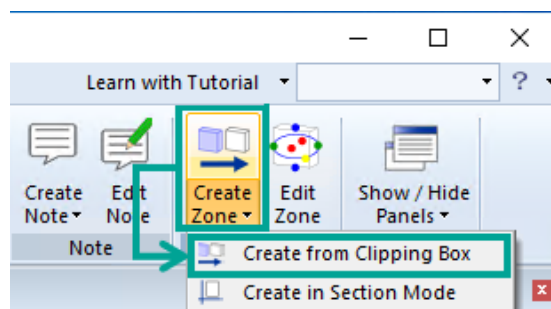 Learn with Tutorial
?
Create Note
Edit Note
Create Zone
Edit Zone
Show / Hide Panels
Note
Create from Clipping Box
Create in Section Mode